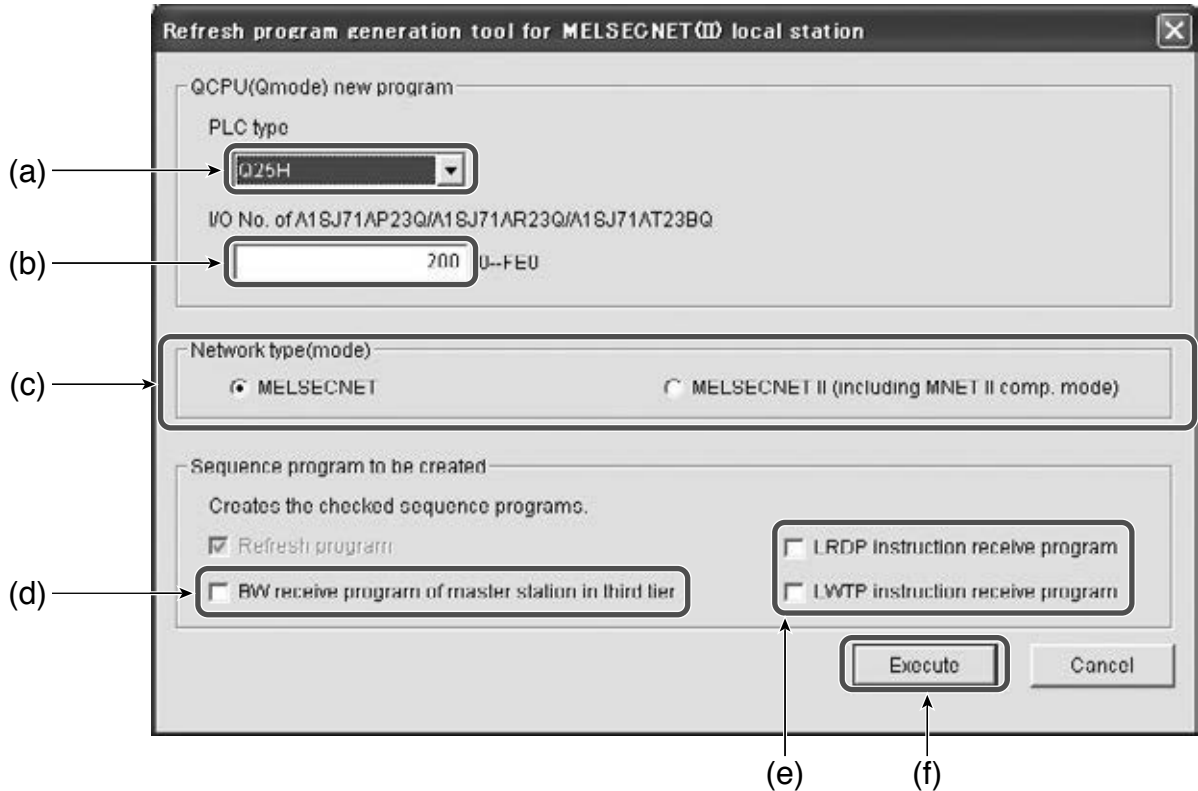 Refresh program generation tool for MELSECNET(II) local station
QCPU(Qmode) new program
PLC type
(a)
Q25H
I/O No. of A1SJ71AP23Q/A1SJ71AR23Q/A1SJ71AT23BQ
(b)
200 0--FE0
Network type(mode)
(c)
MELSECNET MELSECNET II (including MNET II comp. mode)
Sequence program to be created
Creates the checked sequence programs.
Refresh program LRDP instruction receive program
(d)
BW receive program of master station in third tier LWTP instruction receive program
Execute Cancel
(e) (f)